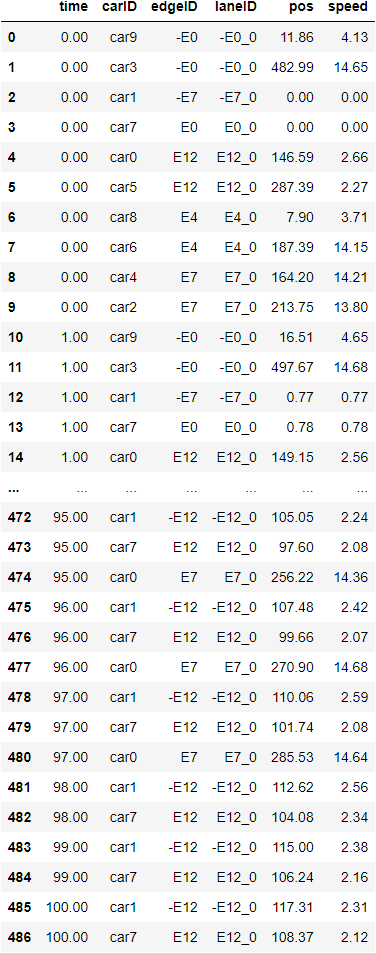 time carID edgeID laneID pos speed
0 0.00 car9 -E0 -E0_0 11.86 4.13
1 0.00 car3 -E0 -E0_0 482.99 14.65
2 0.00 car1 -E7 -E7_0 0.00 0.00
3 0.00 car7 E0 E0_0 0.00 0.00
4 0.00 car0 E12 E12_0 146.59 2.66
5 0.00 car5 E12 E12_0 287.39 2.27
6 0.00 car8 E4 E4_0 7.90 3.71
7 0.00 car6 E4 E4_0 187.39 14.15
8 0.00 car4 E7 E7_0 164.20 14.21
9 0.00 car2 E7 E7_0 213.75 13.80
10 1.00 car9 -E0 -E0_0 16.51 4.65
11 1.00 car3 -E0 -E0_0 497.67 14.68
12 1.00 car1 -E7 -E7_0 0.77 0.77
13 1.00 car7 E0 E0_0 0.78 0.78
14 1.00 car0 E12 E12_0 149.15 2.56
... ... ... ... ... ... ...
472 95.00 car1 -E12 -E12_0 105.05 2.24
473 95.00 car7 E12 E12_0 97.60 2.08
474 95.00 car0 E7 E7_0 256.22 14.36
475 96.00 car1 -E12 -E12_0 107.48 2.42
476 96.00 car7 E12 E12_0 99.66 2.07
477 96.00 car0 E7 E7_0 270.90 14.68
478 97.00 car1 -E12 -E12_0 110.06 2.59
479 97.00 car7 E12 E12_0 101.74 2.08
480 97.00 car0 E7 E7_0 285.53 14.64
481 98.00 car1 -E12 -E12_0 112.62 2.56
482 98.00 car7 E12 E12_0 104.08 2.34
483 99.00 car1 -E12 -E12_0 115.00 2.38
484 99.00 car7 E12 E12_0 106.24 2.16
485 100.00 car1 -E12 -E12_0 117.31 2.31
486 100.00 car7 E12 E12_0 108.37 2.12